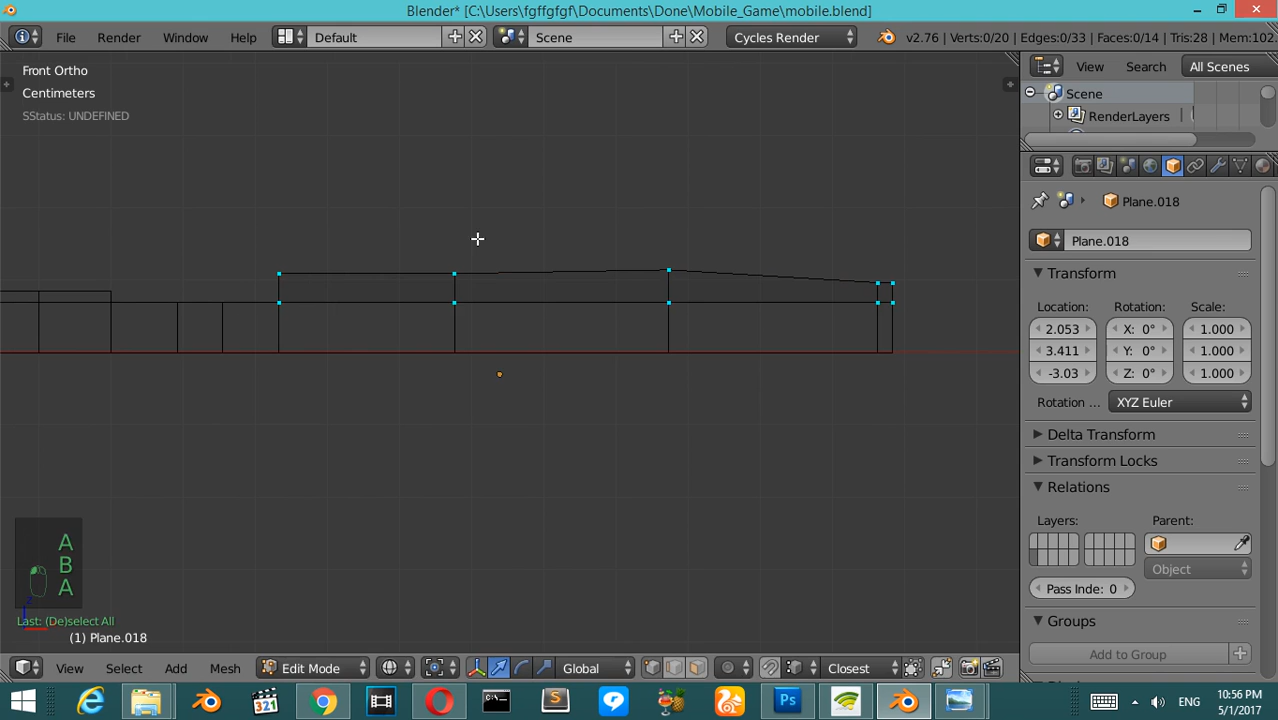 Blender* [C:\Users\fgffgfgf\Documents\Done\Mobile_Game\mobile.blend]
File Render Window Help Default Scene Cycles Render v2.76 | Verts:0/20 | Edges:0/33 | Faces:0/14 | Tris:28 | Mem:102
Front Ortho
Centimeters
SStatus: UNDEFINED
View Search All Scenes
Scene
RenderLayers
Plane.018
Plane.018
Transform
Location: Rotation: Scale:
2.053 X: 0° 1.000
3.411 Y: 0° 1.000
-3.03 Z: 0° 1.000
Rotation ... XYZ Euler
Delta Transform
Transform Locks
Relations
Layers: Parent:
Object
Pass Inde: 0
Groups
Add to Group
A
B
A
Last: (De)select All
(1) Plane.018
View Select Add Mesh Edit Mode Global Closest
321
Ps
ENG
10:56 PM
5/1/2017